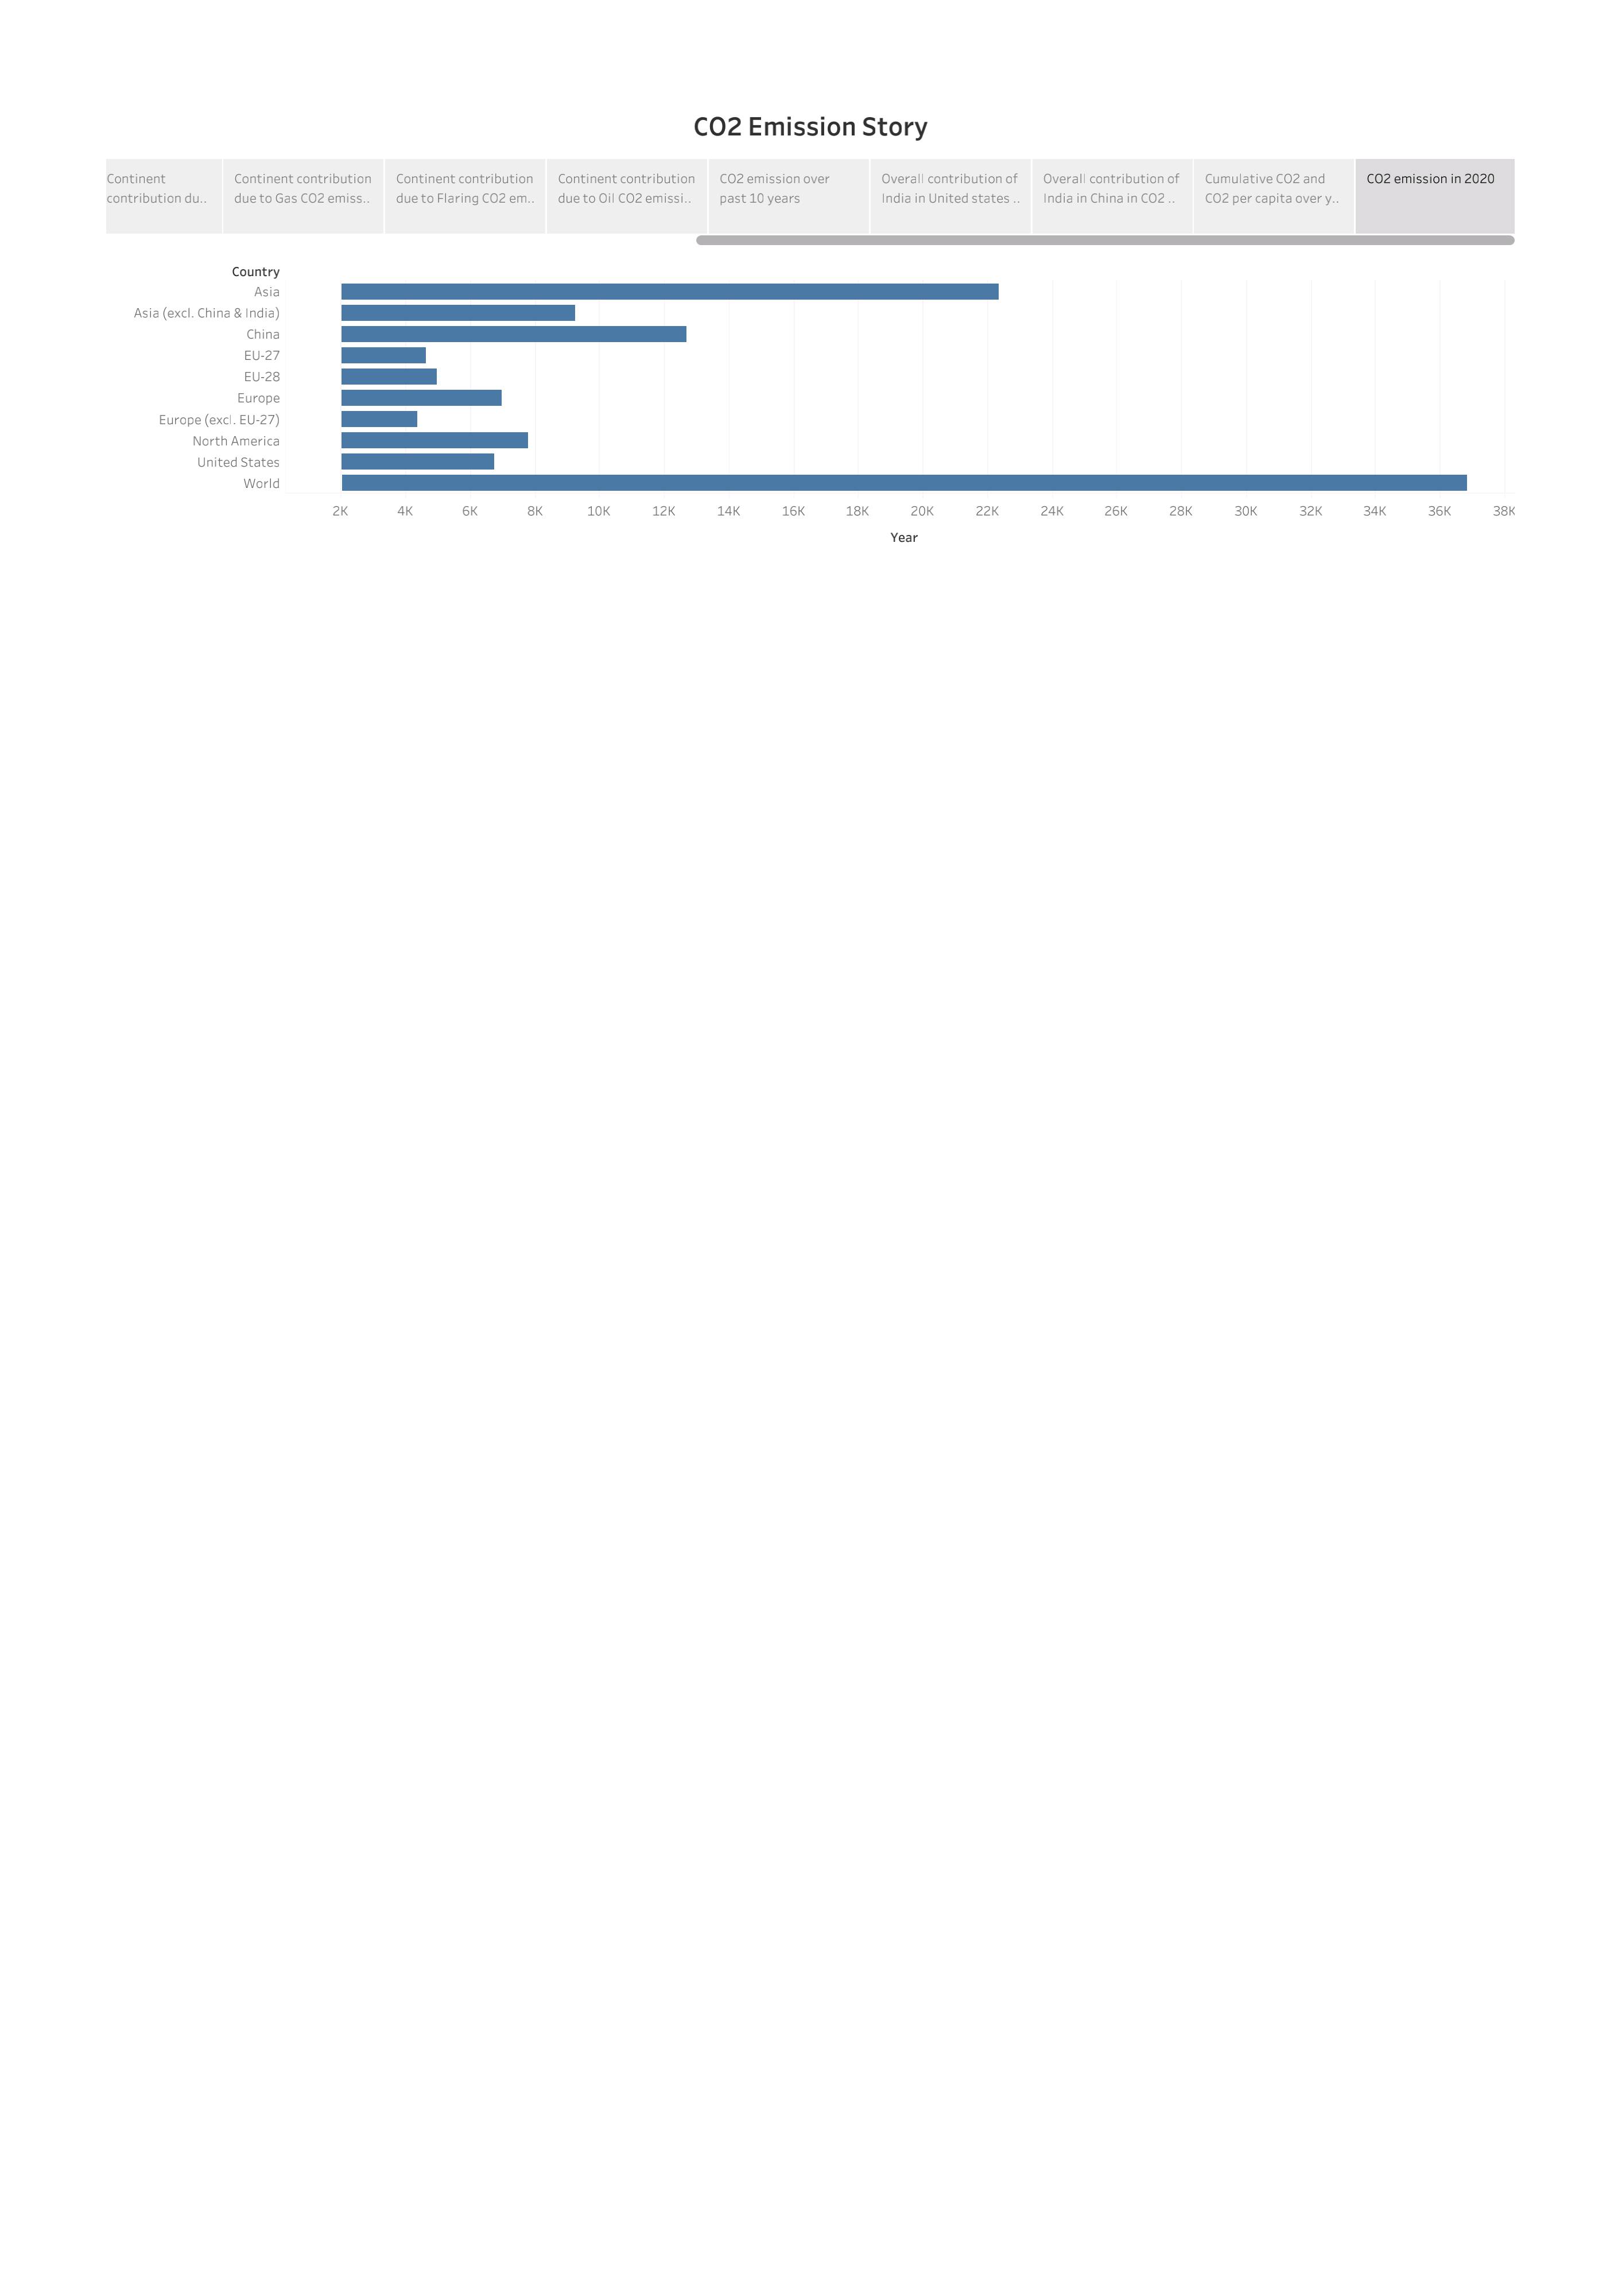 CO2 Emission Story
Continent
contribution du..
Continent contribution
due to Gas CO2 emiss..
Continent contribution
due to Flaring CO2 em..
Continent contribution
due to Oil CO2 emissi..
CO2 emission over
past 10 years
Overall contribution of
India in United states ..
Overall contribution of
India in China in CO2 ..
Cumulative CO2 and
CO2 per capita over y..
CO2 emission in 2020
Country
Asia
Asia (excl. China & India)
China
EU-27
EU-28
Europe
Europe (excl. EU-27)
North America
United States
World
2K 4K 6K 8K 10K 12K 14K 16K 18K 20K 22K 24K 26K 28K 30K 32K 34K 36K 38K
Year